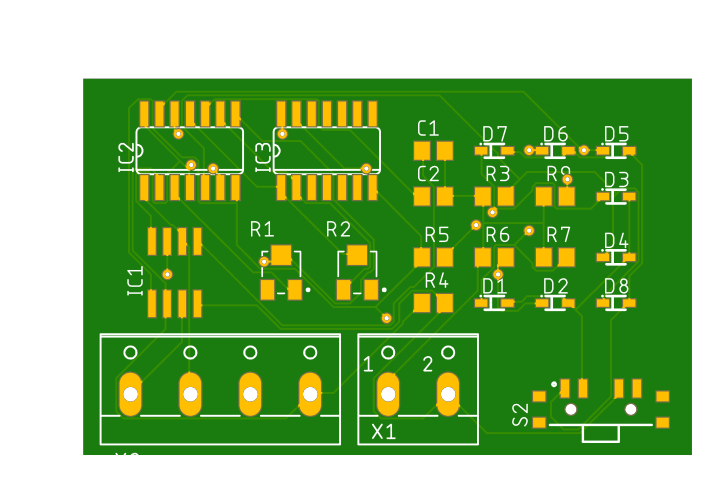 C1
D7 D6 D5
IC2 IC3
C2 R3 D3
R1 R2 R5 R6 R7 D4
IC1 R4
D1 D2 D8
1 2
S2
X1